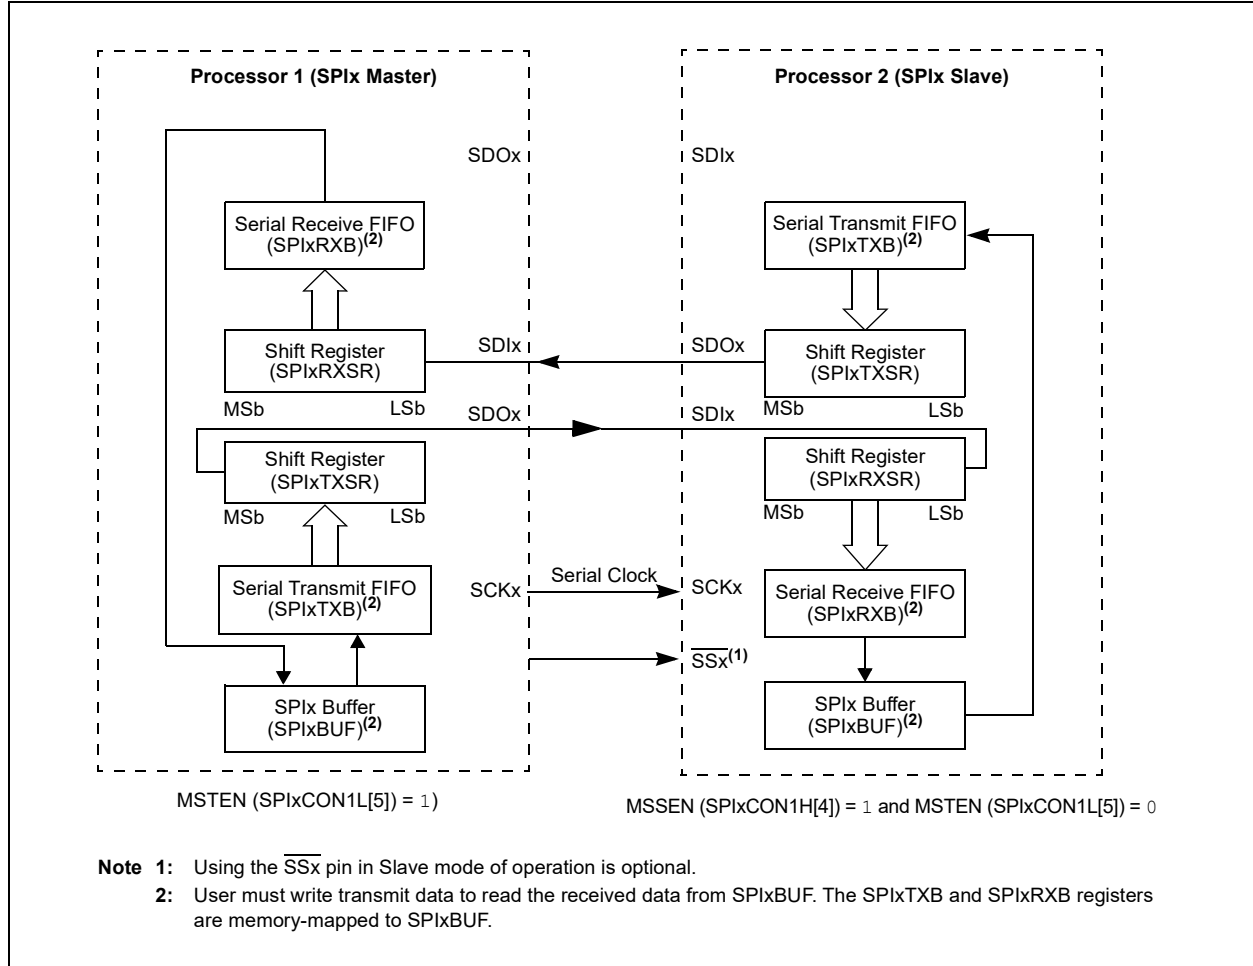 Processor 1 (SPIx Master)
Processor 2 (SPIx Slave)
SDOx
SDIx
Serial Receive FIFO
(SPIxRXB)(2)
Serial Transmit FIFO
(SPIxTXB)(2)
Shift Register
(SPIxRXSR)
SDIx
SDOx
Shift Register
(SPIxTXSR)
MSb
LSb
SDOx
SDIx
MSb
LSb
Shift Register
(SPIxTXSR)
Shift Register
(SPIxRXSR)
MSb
LSb
MSb
LSb
Serial Transmit FIFO
(SPIxTXB)(2)
SCKx
Serial Clock
SCKx
Serial Receive FIFO
(SPIxRXB)(2)
SSx(1)
SPIx Buffer
(SPIxBUF)(2)
SPIx Buffer
(SPIxBUF)(2)
MSTEN (SPIxCON1L[5]) = 1)
MSSEN (SPIxCON1H[4]) = 1 and MSTEN (SPIxCON1L[5]) = 0
Note 1: Using the SSx pin in Slave mode of operation is optional.
2: User must write transmit data to read the received data from SPIxBUF. The SPIxTXB and SPIxRXB registers
are memory-mapped to SPIxBUF.